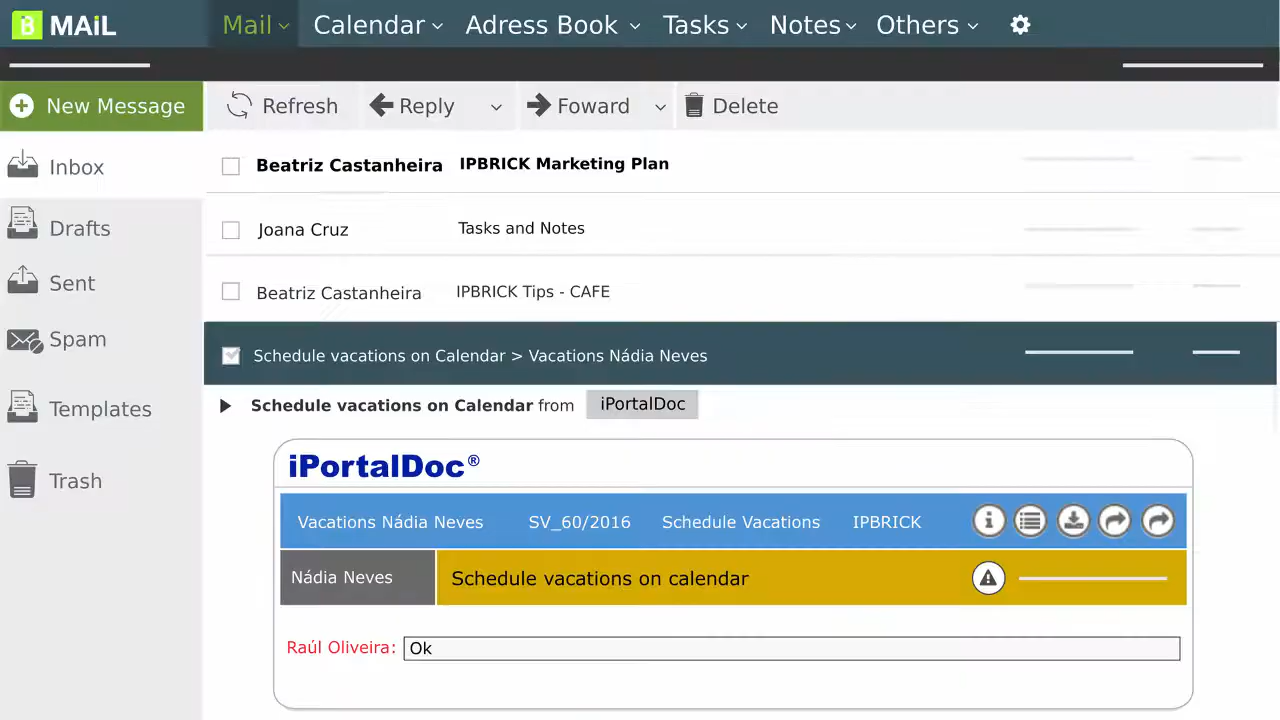 B MAiL Mail Calendar Adress Book Tasks Notes Others
New Message Refresh Reply Foward Delete
Inbox
Drafts
Sent
Spam
Templates
Trash
Beatriz Castanheira IPBRICK Marketing Plan
Joana Cruz Tasks and Notes
Beatriz Castanheira IPBRICK Tips - CAFE
Schedule vacations on Calendar > Vacations Nádia Neves
Schedule vacations on Calendar from iPortalDoc
iPortalDoc®
Vacations Nádia Neves SV_60/2016 Schedule Vacations IPBRICK
Nádia Neves Schedule vacations on calendar
Raúl Oliveira: Ok